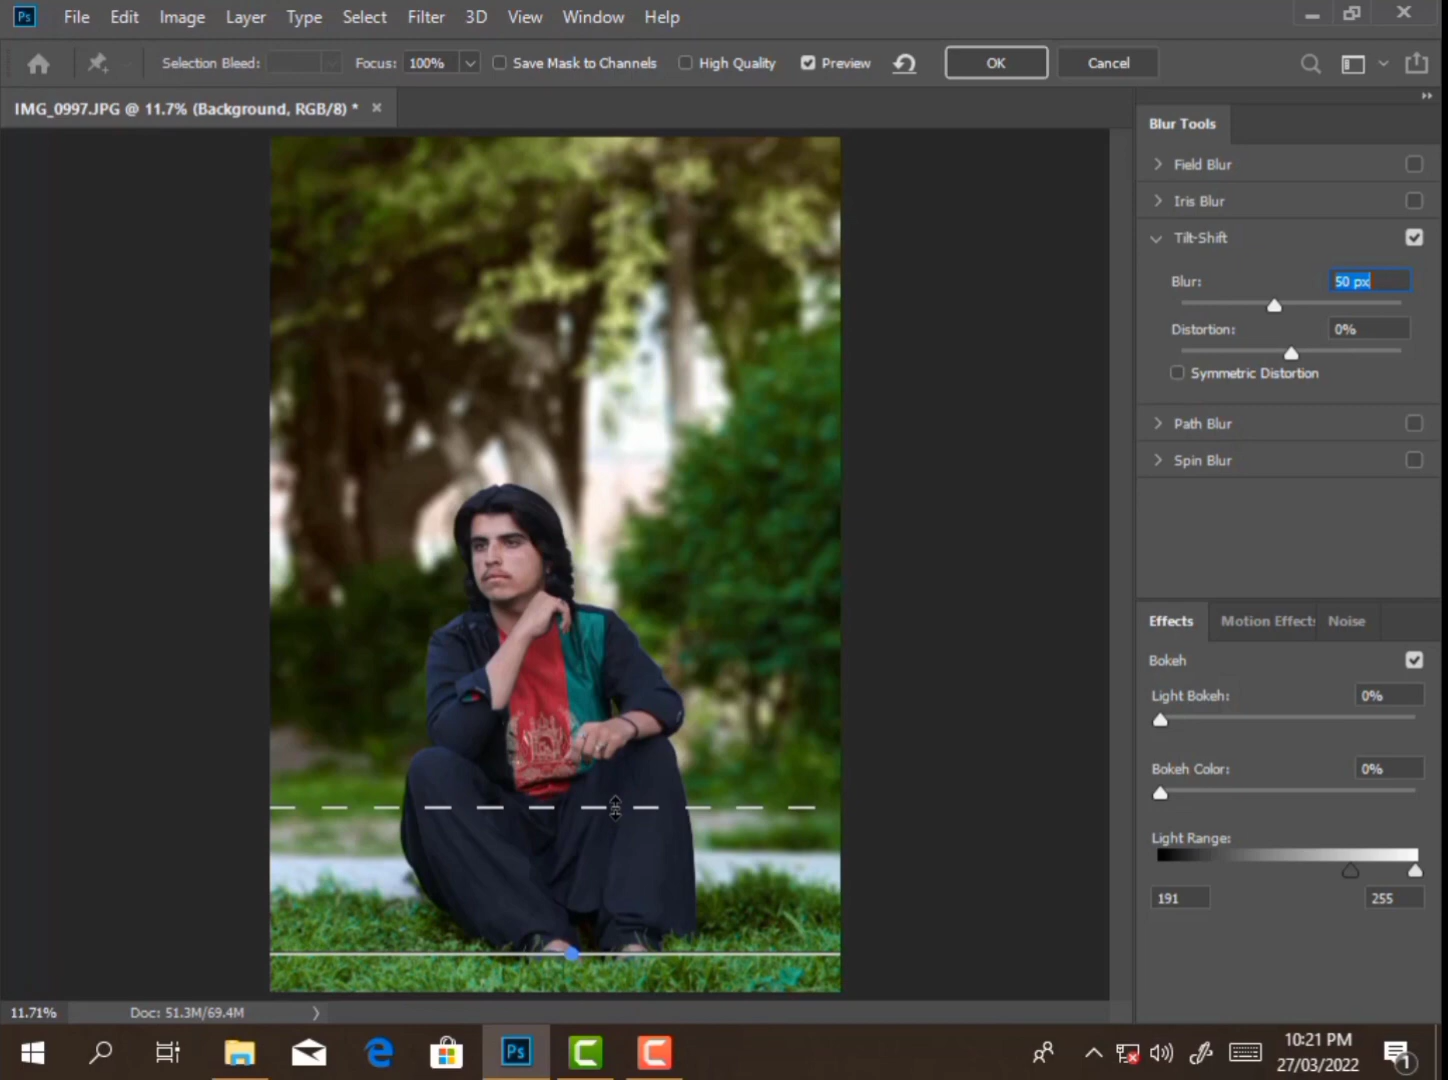 Ps File Edit Image Layer Type Select Filter 3D View Window Help
Selection Bleed: Focus: 100% Save Mask to Channels High Quality Preview OK Cancel
IMG_0997.JPG @ 11.7% (Background, RGB/8) * ×
Blur Tools
Field Blur
Iris Blur
Tilt-Shift
Blur: 50 px
Distortion: 0%
Symmetric Distortion
Path Blur
Spin Blur
Effects Motion Effects Noise
Bokeh
Light Bokeh: 0%
Bokeh Color: 0%
Light Range:
191 255
11.71% Doc: 51.3M/69.4M
Ps
10:21 PM
27/03/2022
1